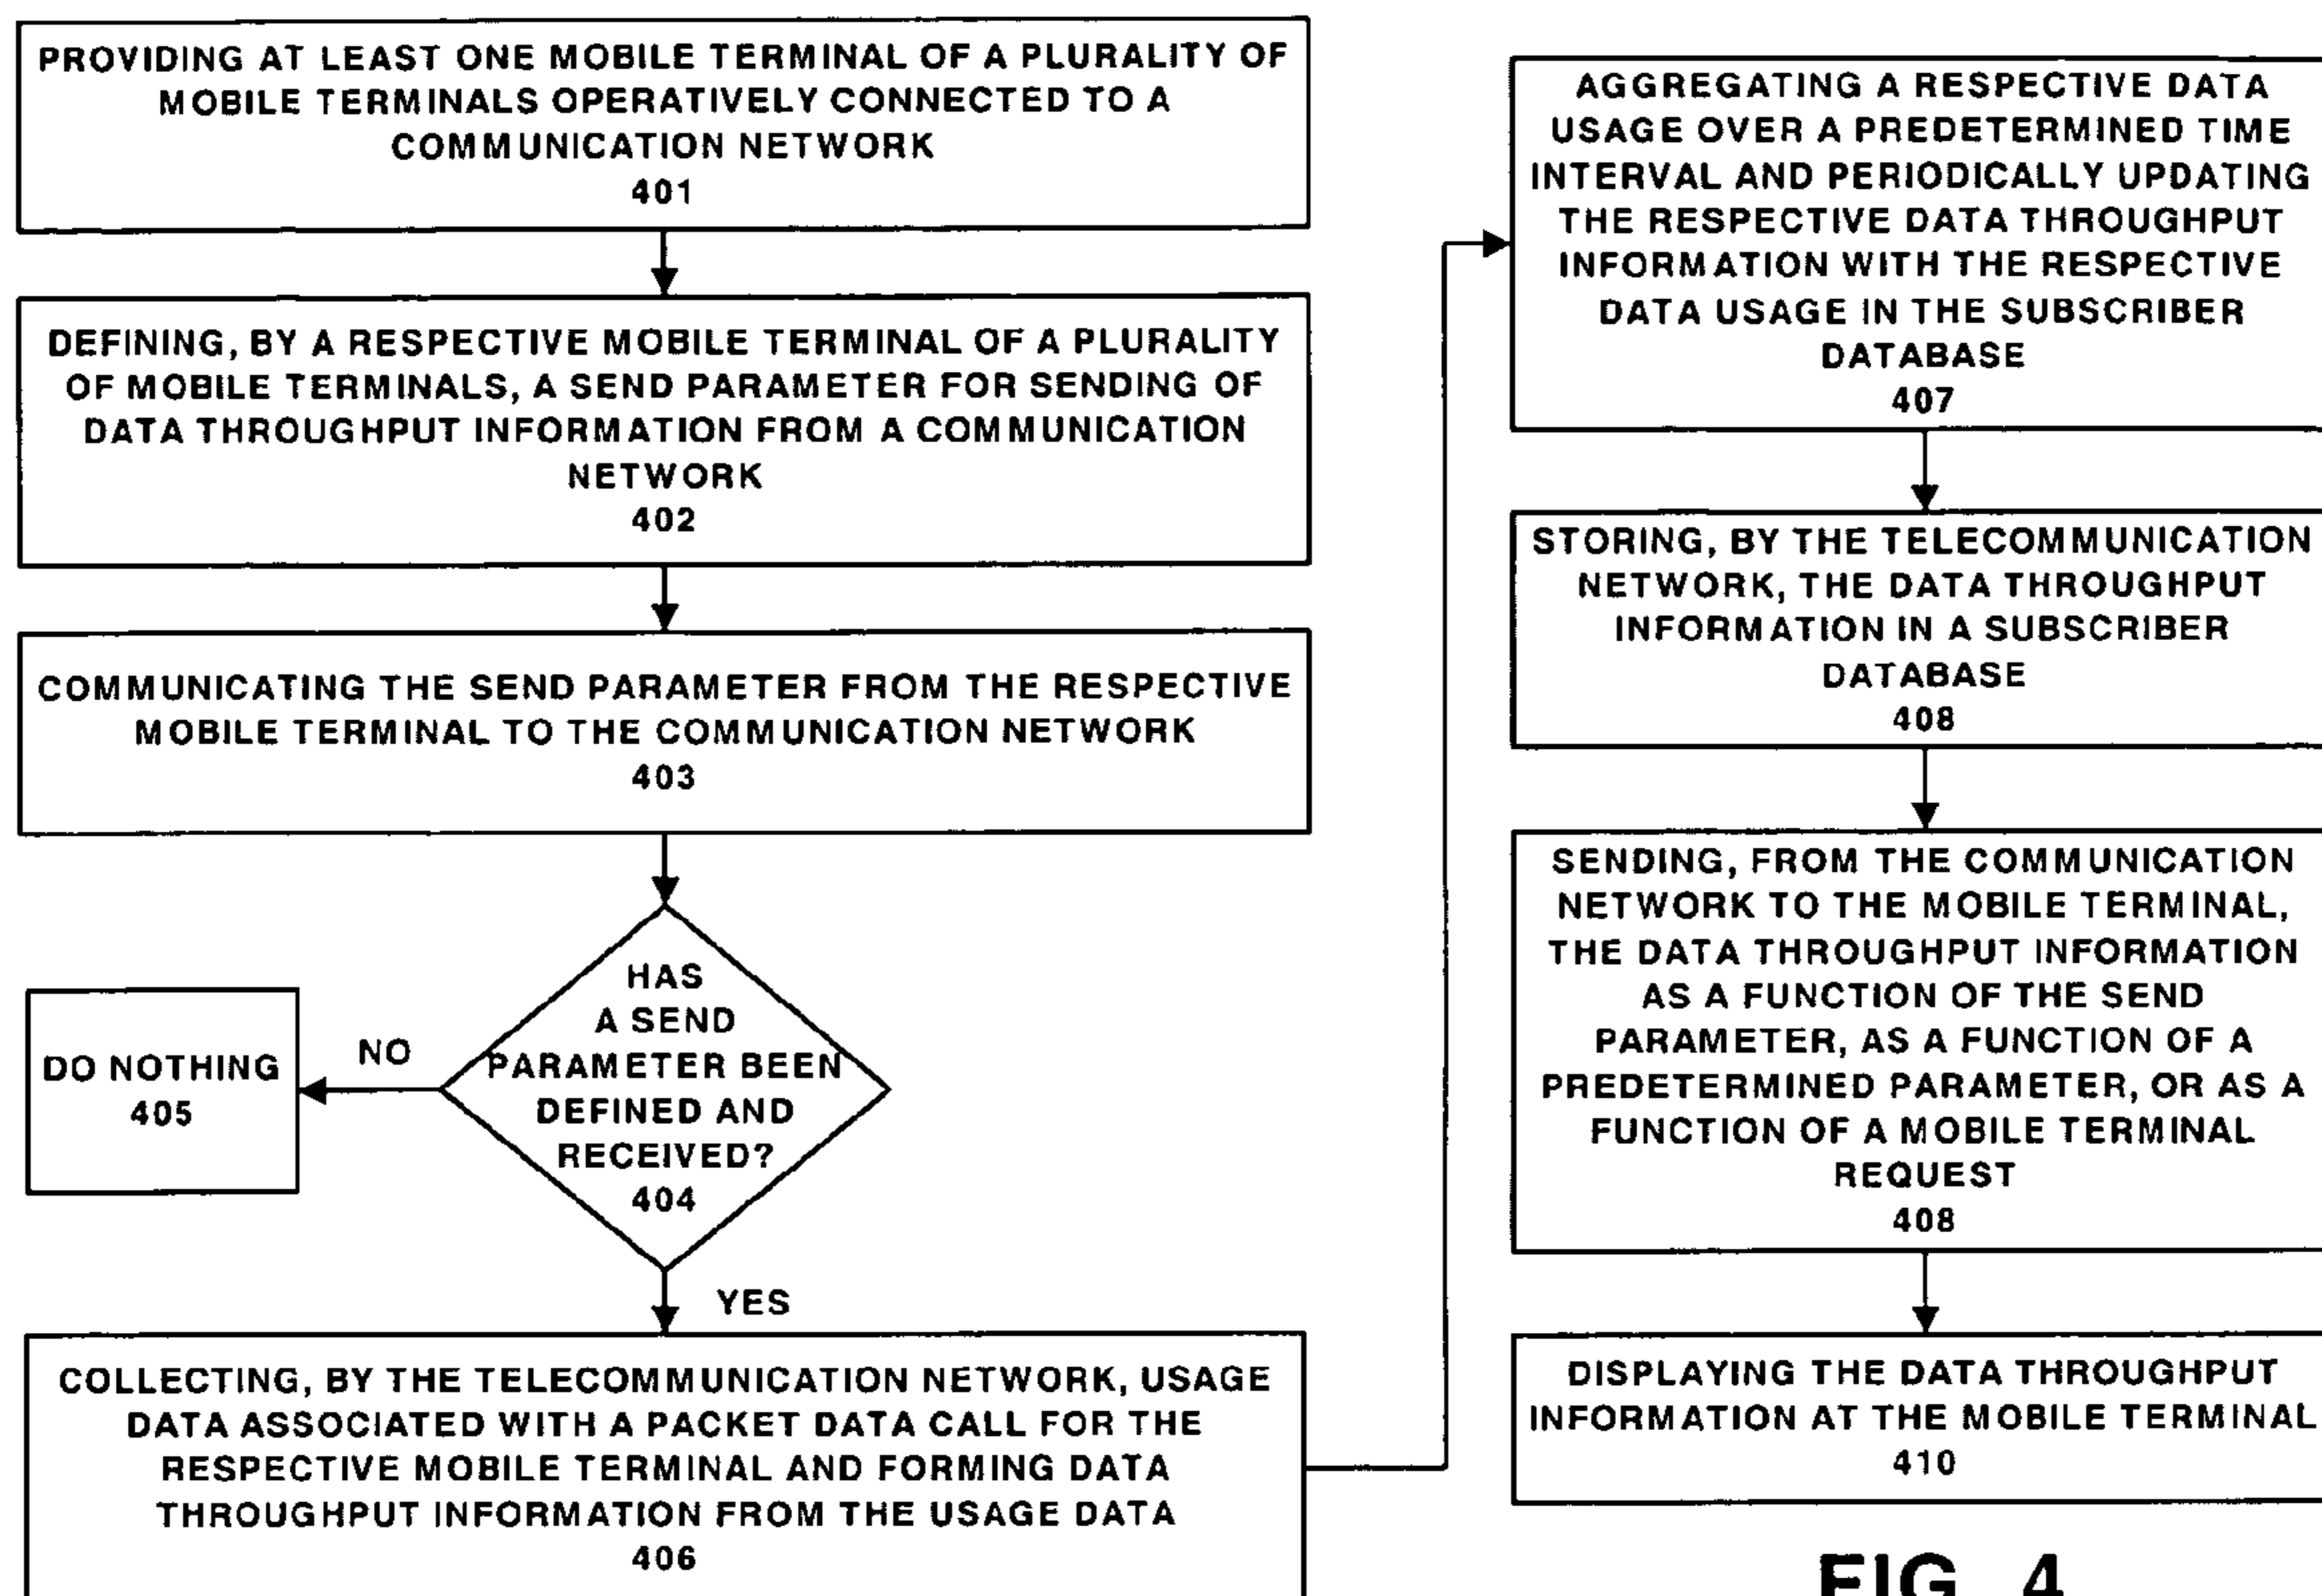 PROVIDING AT LEAST ONE MOBILE TERMINAL OF A PLURALITY OF
MOBILE TERMINALS OPERATIVELY CONNECTED TO A
COMMUNICATION NETWORK
401
DEFINING, BY A RESPECTIVE MOBILE TERMINAL OF A PLURALITY
OF MOBILE TERMINALS, A SEND PARAMETER FOR SENDING OF
DATA THROUGHPUT INFORMATION FROM A COMMUNICATION
NETWORK
402
COMMUNICATING THE SEND PARAMETER FROM THE RESPECTIVE
MOBILE TERMINAL TO THE COMMUNICATION NETWORK
403
HAS
A SEND
PARAMETER BEEN
DEFINED AND
RECEIVED?
404
NO
DO NOTHING
405
YES
COLLECTING, BY THE TELECOMMUNICATION NETWORK, USAGE
DATA ASSOCIATED WITH A PACKET DATA CALL FOR THE
RESPECTIVE MOBILE TERMINAL AND FORMING DATA
THROUGHPUT INFORMATION FROM THE USAGE DATA
406
AGGREGATING A RESPECTIVE DATA
USAGE OVER A PREDETERMINED TIME
INTERVAL AND PERIODICALLY UPDATING
THE RESPECTIVE DATA THROUGHPUT
INFORMATION WITH THE RESPECTIVE
DATA USAGE IN THE SUBSCRIBER
DATABASE
407
STORING, BY THE TELECOMMUNICATION
NETWORK, THE DATA THROUGHPUT
INFORMATION IN A SUBSCRIBER
DATABASE
408
SENDING, FROM THE COMMUNICATION
NETWORK TO THE MOBILE TERMINAL,
THE DATA THROUGHPUT INFORMATION
AS A FUNCTION OF THE SEND
PARAMETER, AS A FUNCTION OF A
PREDETERMINED PARAMETER, OR AS A
FUNCTION OF A MOBILE TERMINAL
REQUEST
408
DISPLAYING THE DATA THROUGHPUT
INFORMATION AT THE MOBILE TERMINAL
410
FIG. 4